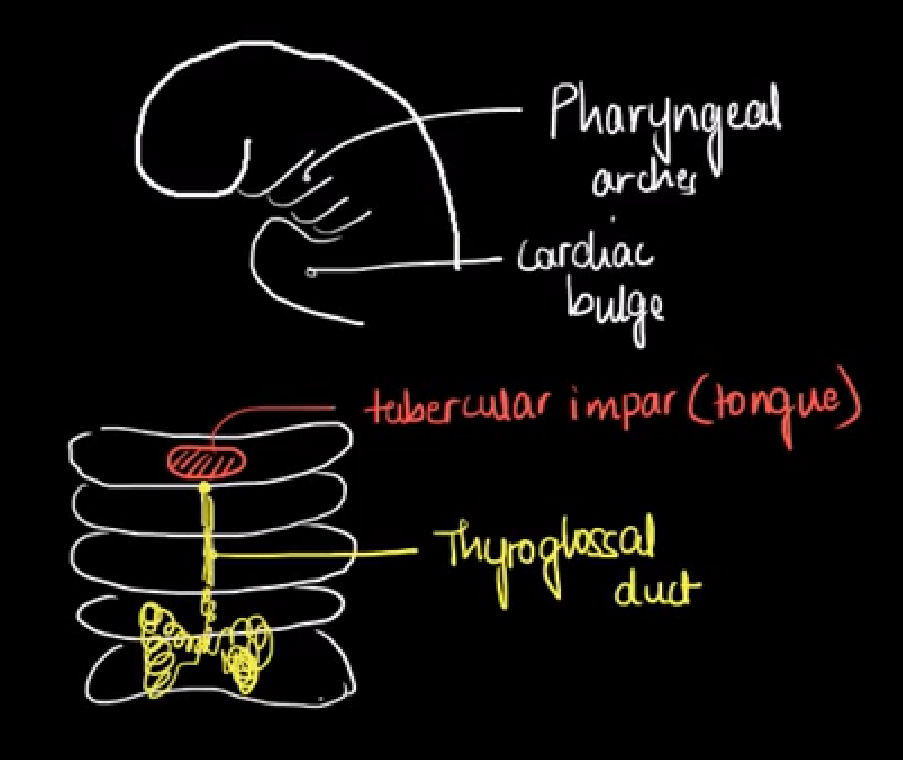 Pharyngeal
arches
cardiac
bulge
tubercular impar (tongue)
Thyroglossal
duct